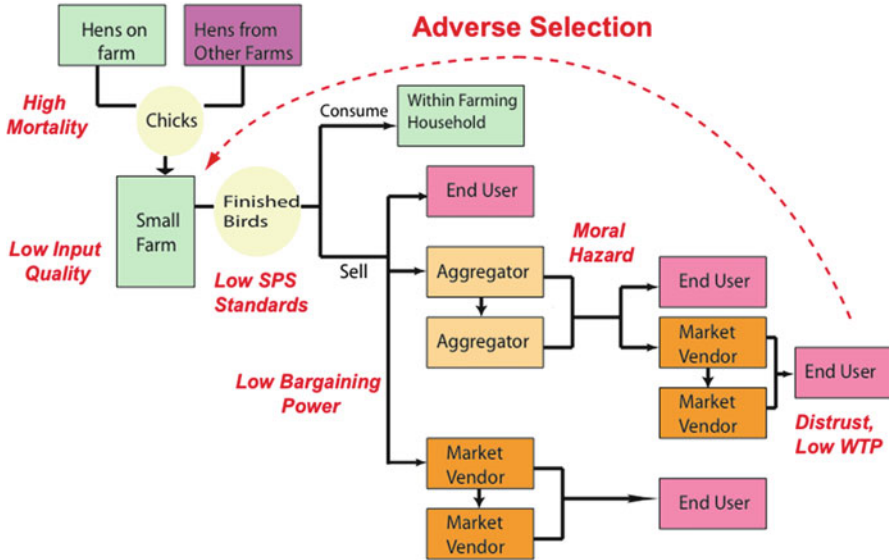 Adverse Selection
Hens on
farm
Hens from
Other Farms
High
Mortality
Chicks
Consume
Within Farming
Household
Small
Farm
Finished
Birds
End User
Low Input
Quality
Low SPS
Standards
Sell
Aggregator
Aggregator
Moral
Hazard
End User
Market
Vendor
Market
Vendor
End User
Low Bargaining
Power
Distrust,
Low WTP
Market
Vendor
Market
Vendor
End User